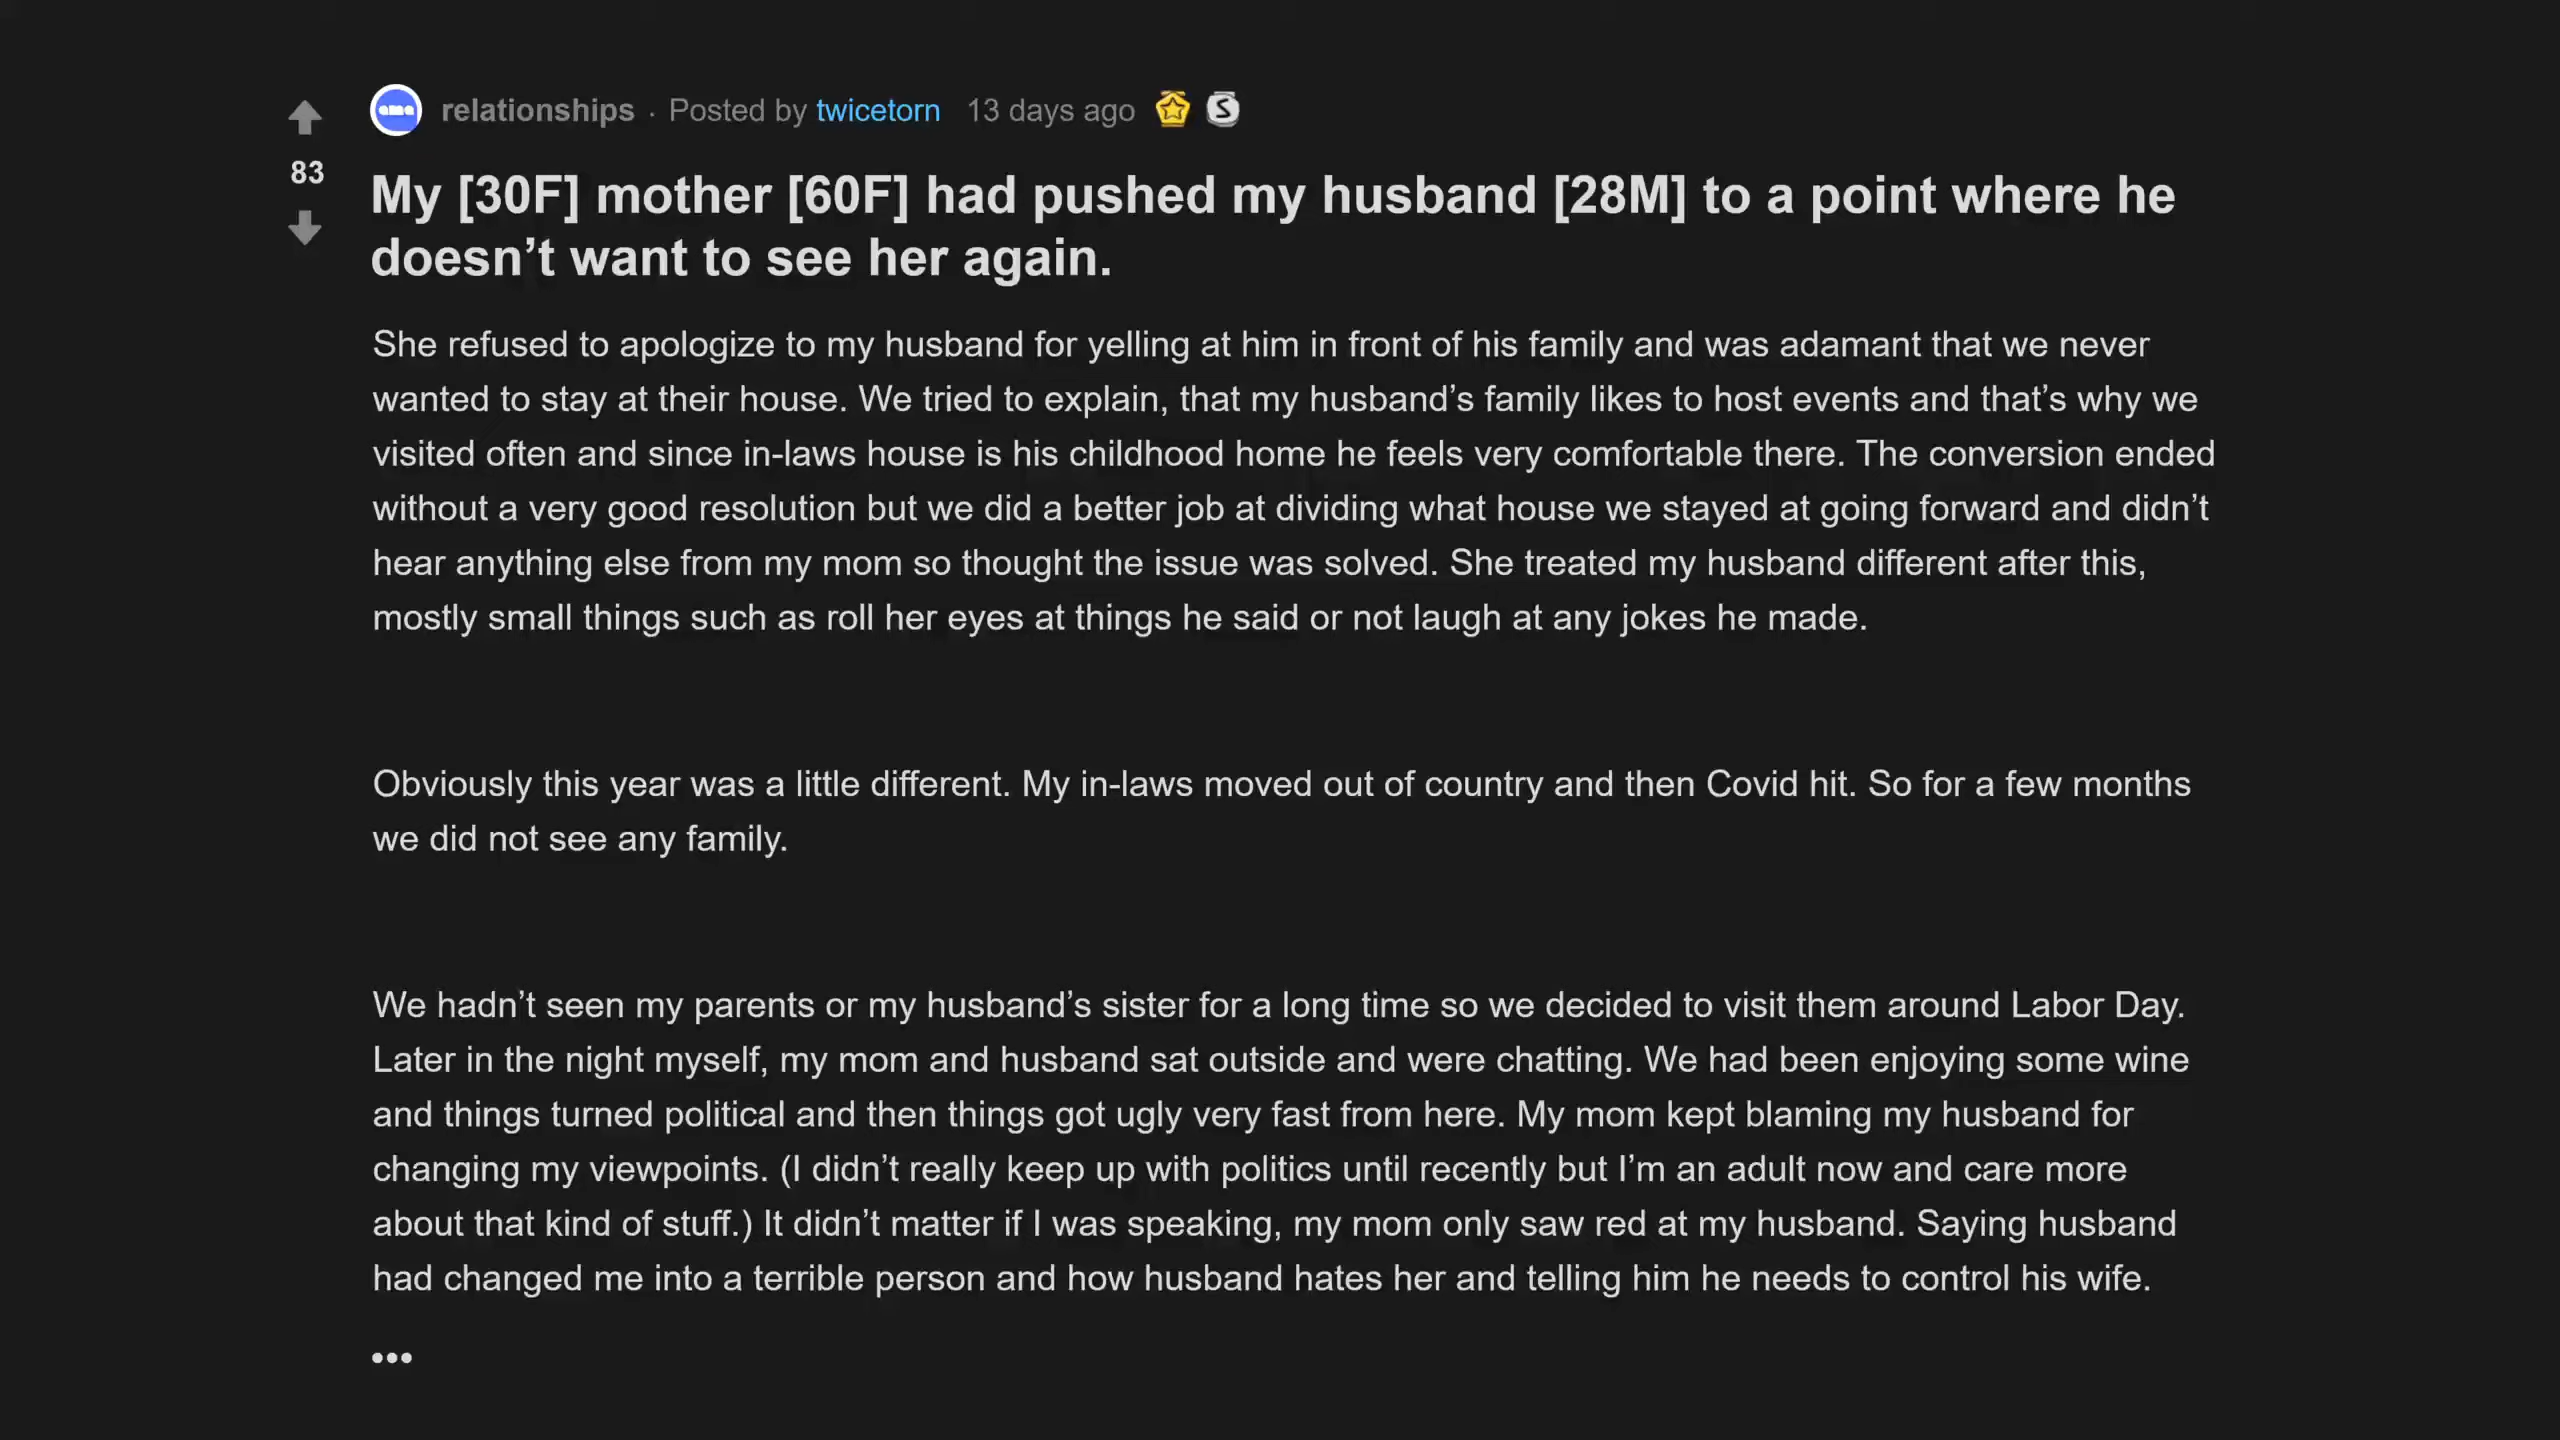 relationships · Posted by twicetorn 13 days ago
83
My [30F] mother [60F] had pushed my husband [28M] to a point where he
doesn’t want to see her again.
She refused to apologize to my husband for yelling at him in front of his family and was adamant that we never
wanted to stay at their house. We tried to explain, that my husband’s family likes to host events and that’s why we
visited often and since in-laws house is his childhood home he feels very comfortable there. The conversion ended
without a very good resolution but we did a better job at dividing what house we stayed at going forward and didn’t
hear anything else from my mom so thought the issue was solved. She treated my husband different after this,
mostly small things such as roll her eyes at things he said or not laugh at any jokes he made.
Obviously this year was a little different. My in-laws moved out of country and then Covid hit. So for a few months
we did not see any family.
We hadn’t seen my parents or my husband’s sister for a long time so we decided to visit them around Labor Day.
Later in the night myself, my mom and husband sat outside and were chatting. We had been enjoying some wine
and things turned political and then things got ugly very fast from here. My mom kept blaming my husband for
changing my viewpoints. (I didn’t really keep up with politics until recently but I’m an adult now and care more
about that kind of stuff.) It didn’t matter if I was speaking, my mom only saw red at my husband. Saying husband
had changed me into a terrible person and how husband hates her and telling him he needs to control his wife.
•••